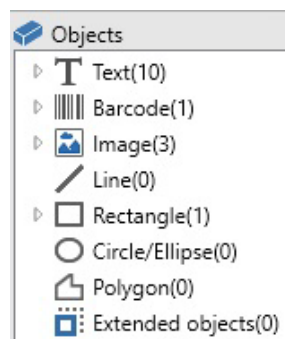 Objects
Text(10)
Barcode(1)
Image(3)
Line(0)
Rectangle(1)
Circle/Ellipse(0)
Polygon(0)
Extended objects(0)